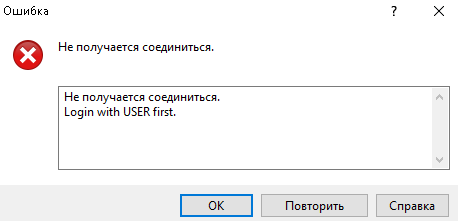 Ошибка
?
Не получается соединиться.
Не получается соединиться.
Login with USER first.
OK
Повторить
Справка